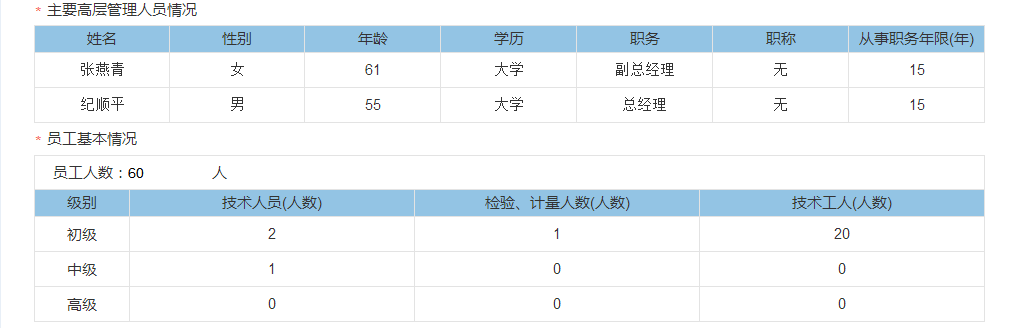 * 主要高层管理人员情况
姓名 性别 年龄 学历 职务 职称 从事职务年限(年)
张燕青 女 61 大学 副总经理 无 15
纪顺平 男 55 大学 总经理 无 15
* 员工基本情况
员工人数：60 人
级别 技术人员(人数) 检验、计量人数(人数) 技术工人(人数)
初级 2 1 20
中级 1 0 0
高级 0 0 0